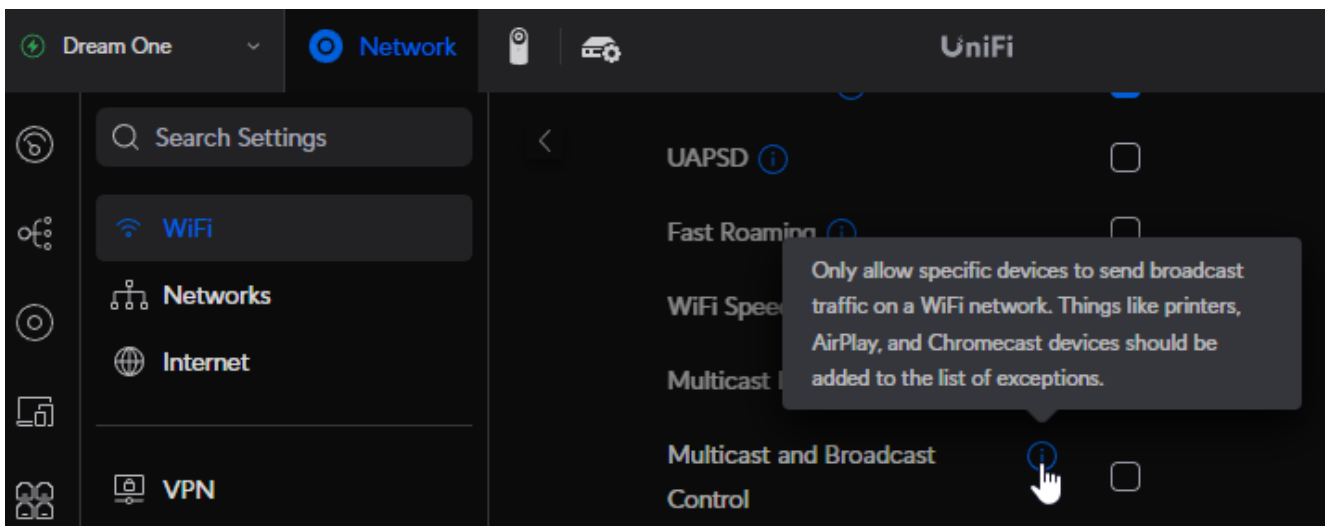 Dream One
Network
UniFi
Search Settings
UAPSD
WiFi
Fast Roaming
Only allow specific devices to send broadcast
traffic on a WiFi network. Things like printers,
AirPlay, and Chromecast devices should be
added to the list of exceptions.
Networks
WiFi
Internet
Multicast
Multicast and Broadcast
Control
VPN